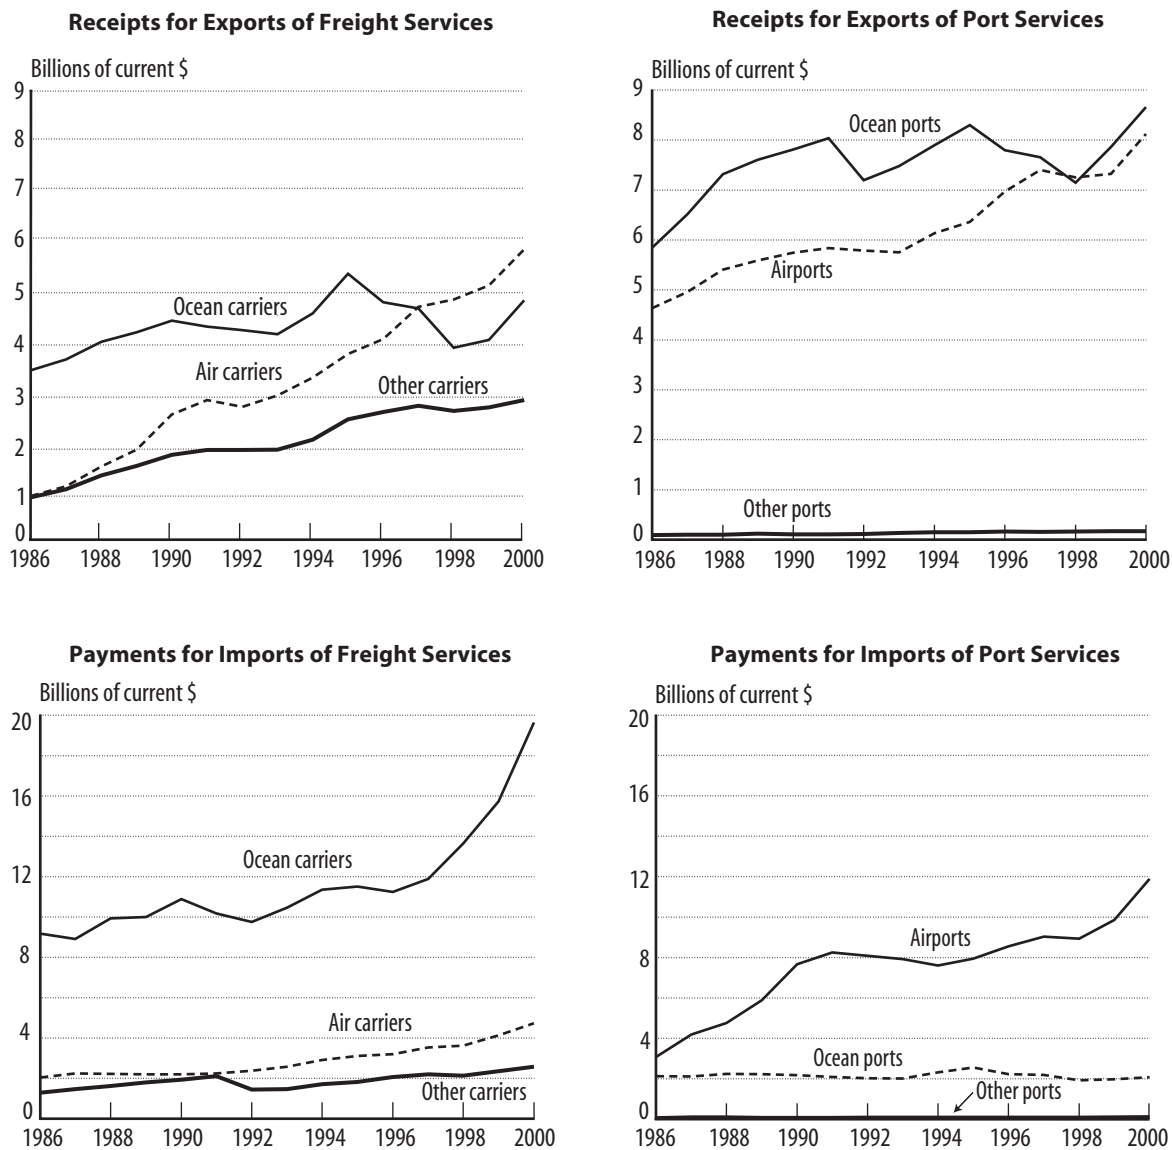 Receipts for Exports of Freight Services
Billions of current $
9
8
7
6
5
4
3
2
1
0
Ocean carriers
Air carriers
Other carriers
1986 1988 1990 1992 1994 1996 1998 2000
Receipts for Exports of Port Services
Billions of current $
9
8
7
6
5
4
3
2
1
0
Ocean ports
Airports
Other ports
1986 1988 1990 1992 1994 1996 1998 2000
Payments for Imports of Freight Services
Billions of current $
20
16
12
8
4
0
Ocean carriers
Air carriers
Other carriers
1986 1988 1990 1992 1994 1996 1998 2000
Payments for Imports of Port Services
Billions of current $
20
16
12
8
4
0
Airports
Ocean ports
Other ports
1986 1988 1990 1992 1994 1996 1998 2000